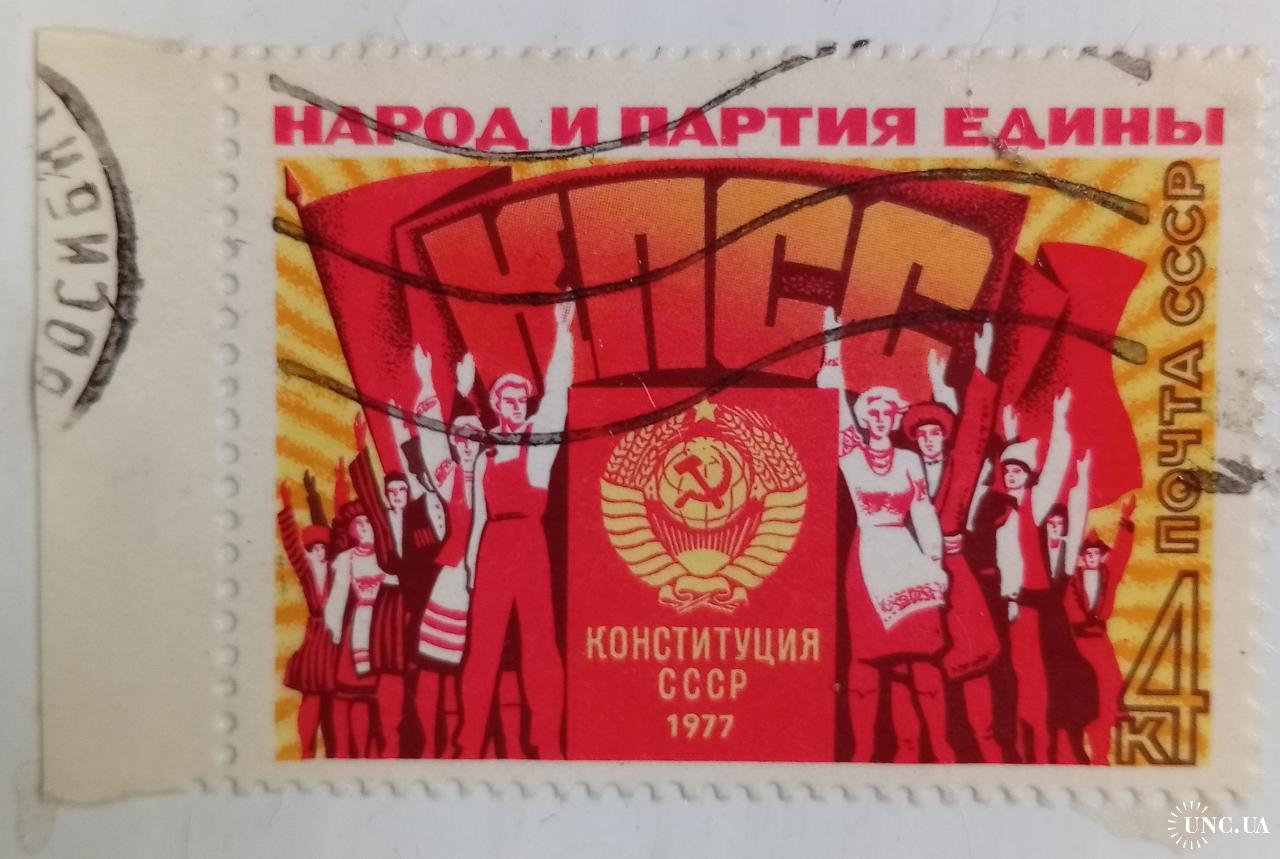 НАРОД И ПАРТИЯ ЕДИНЫ
КПСС
ПОЧТА СССР
КОНСТИТУЦИЯ
СССР
1977
4
К
UNC.UA